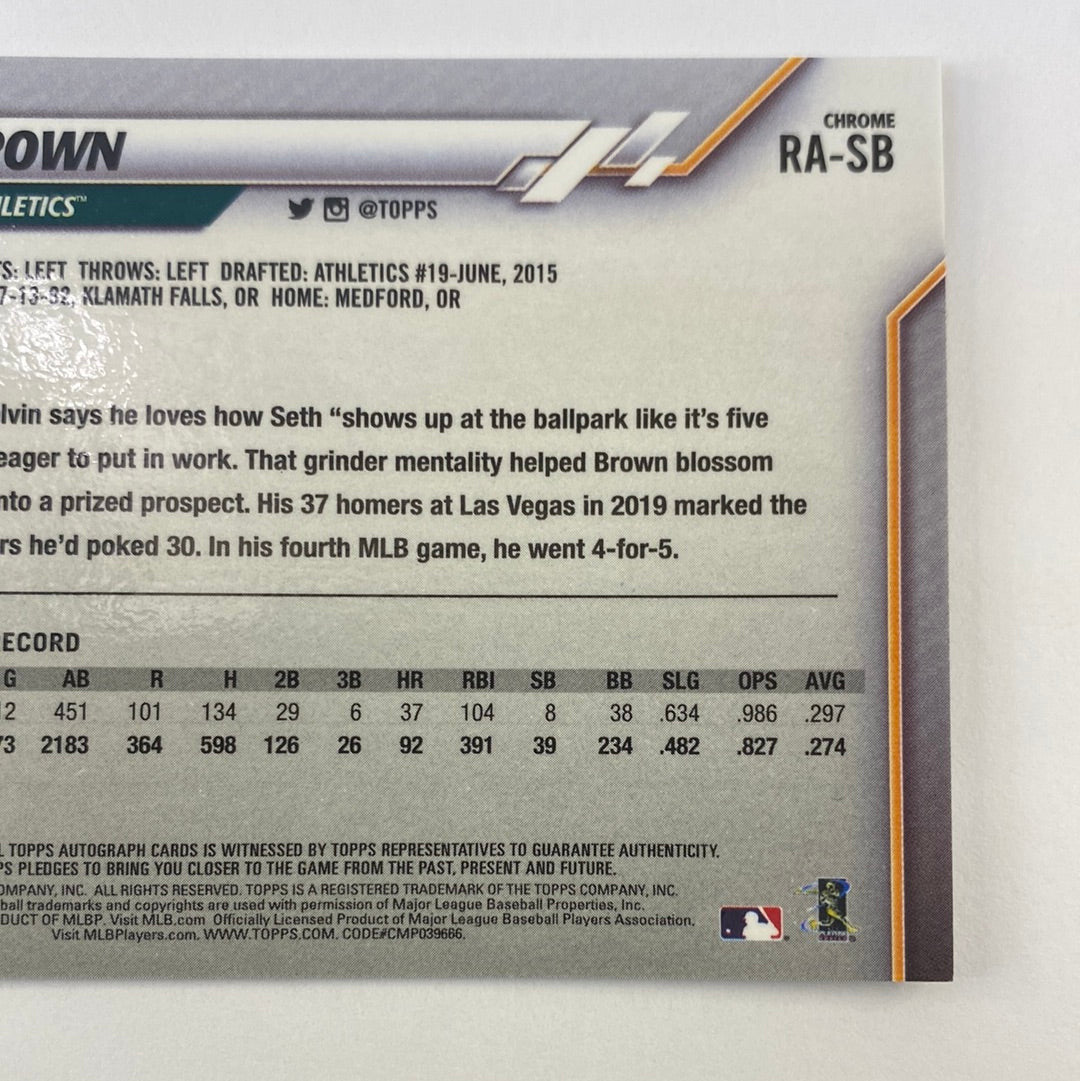 CHROME
RA-SB
OWN
LETICS™
@TOPPS
S: LEFT THROWS: LEFT DRAFTED: ATHLETICS #19-JUNE, 2015
7-13-92, KLAMATH FALLS, OR HOME: MEDFORD, OR
lvin says he loves how Seth “shows up at the ballpark like it’s five
eager to put in work. That grinder mentality helped Brown blossom
nto a prized prospect. His 37 homers at Las Vegas in 2019 marked the
rs he’d poked 30. In his fourth MLB game, he went 4-for-5.
ECORD
G AB R H 2B 3B HR RBI SB BB SLG OPS AVG
2 451 101 134 29 6 37 104 8 38 .634 .986 .297
3 2183 364 598 126 26 92 391 39 234 .482 .827 .274
L TOPPS AUTOGRAPH CARDS IS WITNESSED BY TOPPS REPRESENTATIVES TO GUARANTEE AUTHENTICITY.
PS PLEDGES TO BRING YOU CLOSER TO THE GAME FROM THE PAST, PRESENT AND FUTURE.
OMPANY, INC. ALL RIGHTS RESERVED. TOPPS IS A REGISTERED TRADEMARK OF THE TOPPS COMPANY, INC.
ball trademarks and copyrights are used with permission of Major League Baseball Properties, Inc.
DUCT OF MLBP. Visit MLB.com Officially Licensed Product of Major League Baseball Players Association.
Visit MLBPlayers.com. WWW.TOPPS.COM. CODE#CMP039666.